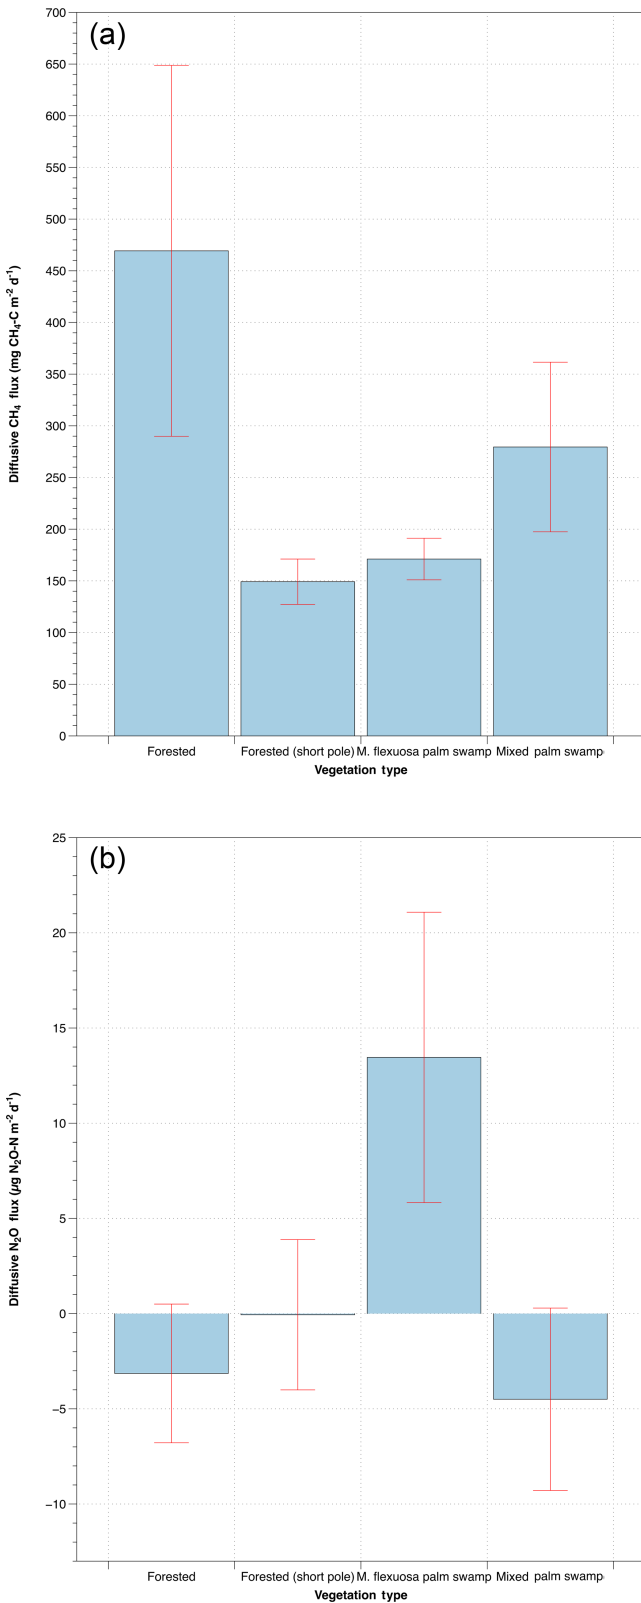 (a)
Diffusive CH₄ flux (mg CH₄-C m⁻² d⁻¹)
700
650
600
550
500
450
400
350
300
250
200
150
100
50
0
Forested Forested (short pole) M. flexuosa palm swamp Mixed palm swamp
Vegetation type
(b)
Diffusive N₂O flux (µg N₂O-N m⁻² d⁻¹)
25
20
15
10
5
0
−5
−10
Forested Forested (short pole) M. flexuosa palm swamp Mixed palm swamp
Vegetation type